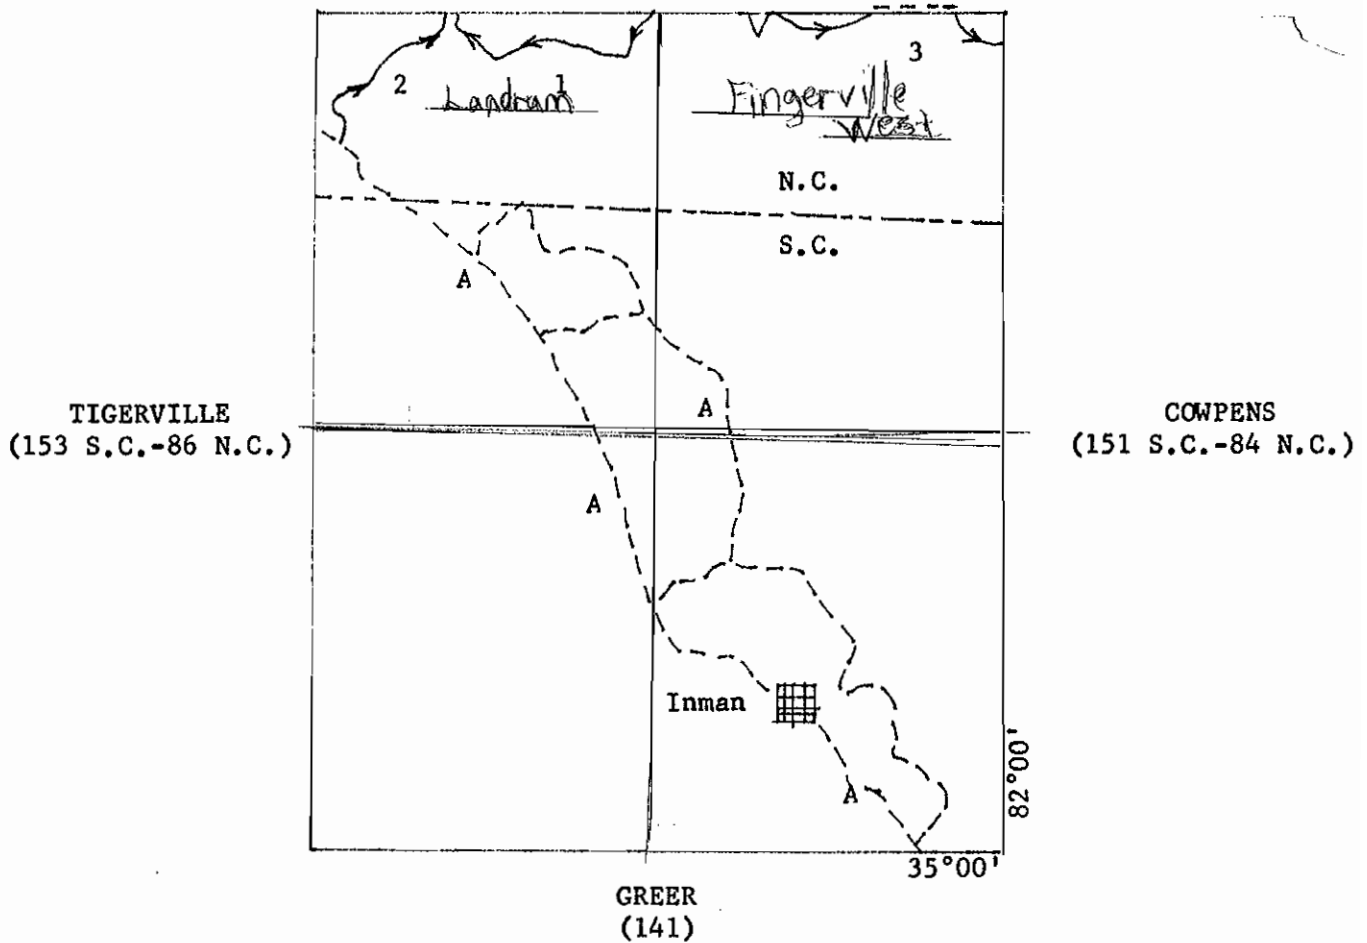 3
2
1
Landrum
Fingerville
West
N.C.
S.C.
A
A
TIGERVILLE
(153 S.C.-86 N.C.)
COWPENS
(151 S.C.-84 N.C.)
A
Inman
82°00'
A
35°00'
GREER
(141)